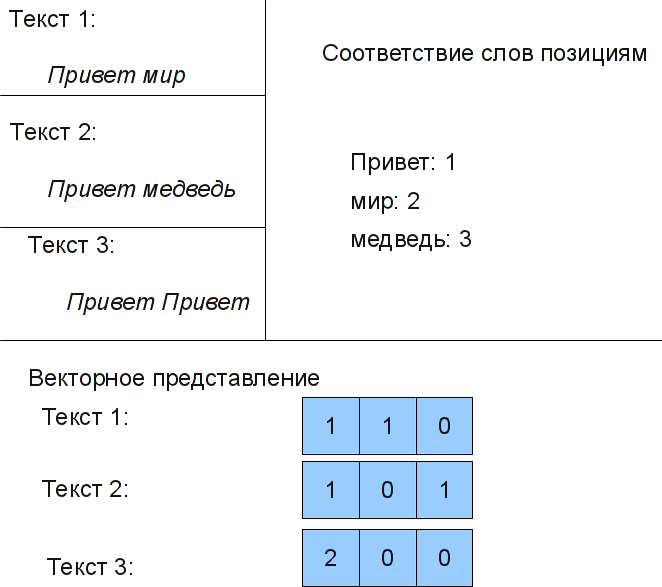 Текст 1:
Привет мир
Текст 2:
Привет медведь
Текст 3:
Привет Привет
Соответствие слов позициям
Привет: 1
мир: 2
медведь: 3
Векторное представление
Текст 1:
1 1 0
Текст 2:
1 0 1
Текст 3:
2 0 0